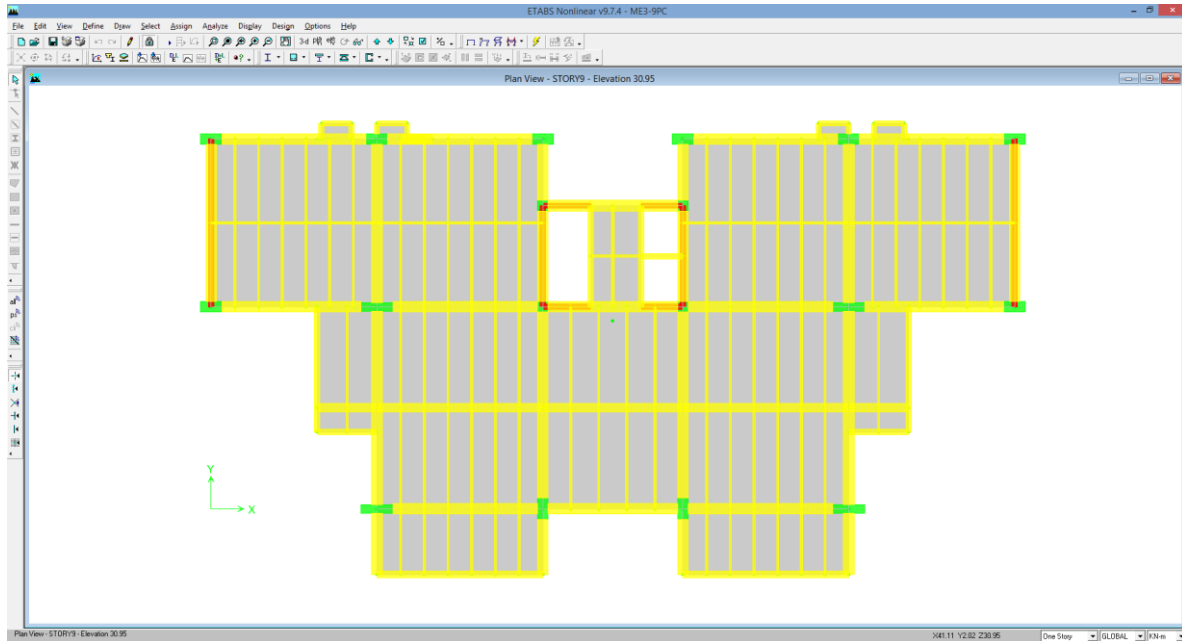 ETABS Nonlinear v9.7.4 - ME3-9PC
File Edit View Define Draw Select Assign Analyze Display Design Options Help
3-d
Plan View - STORY9 - Elevation 30.95
Y
X
Plan View - STORY9 - Elevation 30.95 X41.11 Y2.02 Z30.95 One Story GLOBAL KN-m